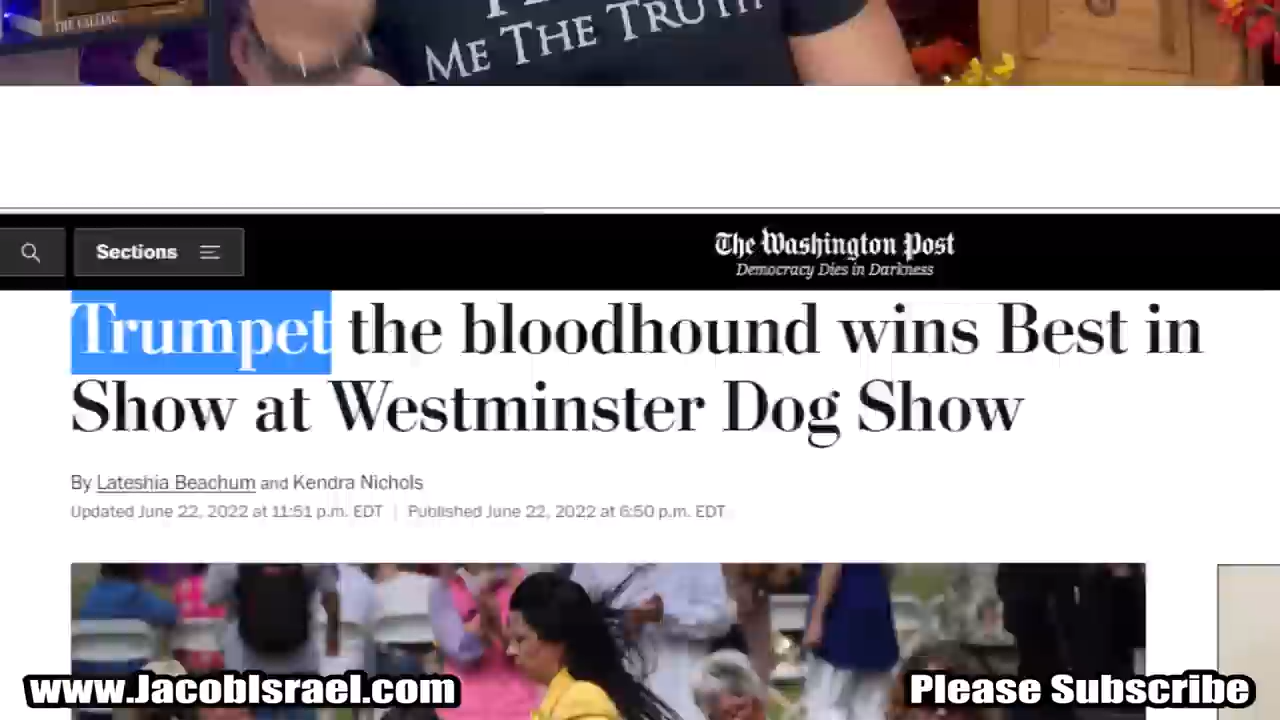 ME THE TRUTH
Sections
The Washington Post
Democracy Dies in Darkness
Trumpet the bloodhound wins Best in
Show at Westminster Dog Show
By Lateshia Beachum and Kendra Nichols
Updated June 22, 2022 at 11:51 p.m. EDT | Published June 22, 2022 at 6:50 p.m. EDT
www.JacobIsrael.com
Please Subscribe